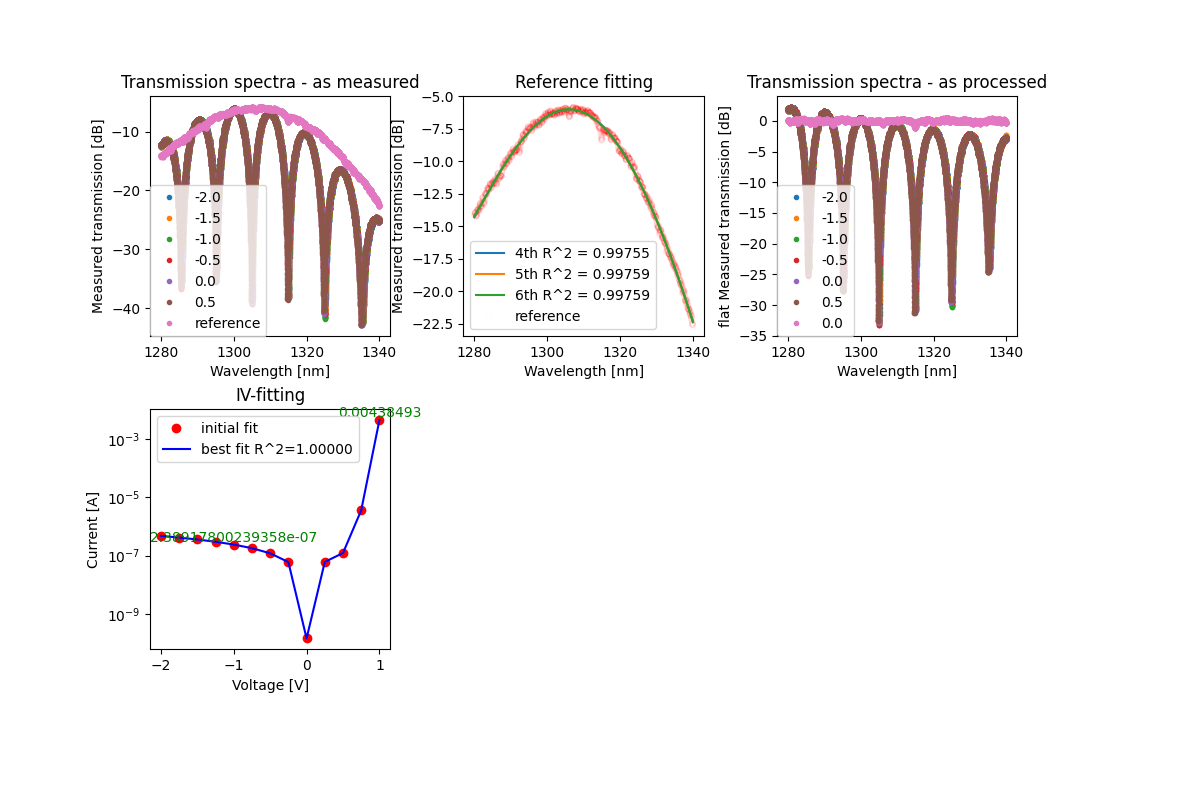 Transmission spectra - as measured
Measured transmission [dB]
−10
−20
−30
−40
-2.0
-1.5
-1.0
-0.5
0.0
0.5
reference
1280
1300
1320
1340
Wavelength [nm]
Reference fitting
Measured transmission [dB]
−5.0
−7.5
−10.0
−12.5
−15.0
−17.5
−20.0
−22.5
4th R^2 = 0.99755
5th R^2 = 0.99759
6th R^2 = 0.99759
reference
1280
1300
1320
1340
Wavelength [nm]
Transmission spectra - as processed
flat Measured transmission [dB]
0
−5
−10
−15
−20
−25
−30
−35
-2.0
-1.5
-1.0
-0.5
0.0
0.5
0.0
1280
1300
1320
1340
Wavelength [nm]
IV-fitting
Current [A]
10−3
10−5
10−7
10−9
0.00438493
initial fit
best fit R^2=1.00000
−2
−1
0
1
Voltage [V]